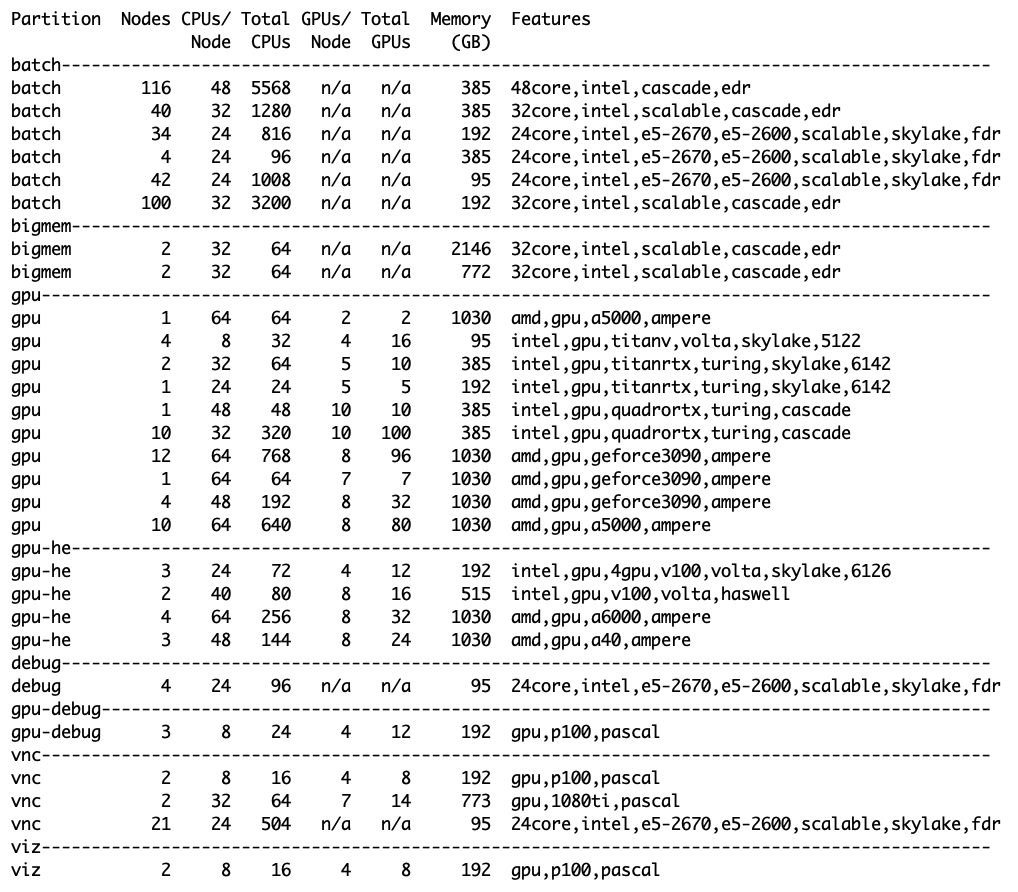 Partition  Nodes CPUs/ Total GPUs/ Total  Memory  Features
                  Node  CPUs  Node  GPUs    (GB)
batch---------------------------------------------------------------------------------------------
batch        116    48  5568   n/a   n/a     385  48core,intel,cascade,edr
batch         40    32  1280   n/a   n/a     385  32core,intel,scalable,cascade,edr
batch         34    24   816   n/a   n/a     192  24core,intel,e5-2670,e5-2600,scalable,skylake,fdr
batch          4    24    96   n/a   n/a     385  24core,intel,e5-2670,e5-2600,scalable,skylake,fdr
batch         42    24  1008   n/a   n/a      95  24core,intel,e5-2670,e5-2600,scalable,skylake,fdr
batch        100    32  3200   n/a   n/a     192  32core,intel,scalable,cascade,edr
bigmem--------------------------------------------------------------------------------------------
bigmem         2    32    64   n/a   n/a    2146  32core,intel,scalable,cascade,edr
bigmem         2    32    64   n/a   n/a     772  32core,intel,scalable,cascade,edr
gpu-----------------------------------------------------------------------------------------------
gpu            1    64    64     2     2    1030  amd,gpu,a5000,ampere
gpu            4     8    32     4    16      95  intel,gpu,titanv,volta,skylake,5122
gpu            2    32    64     5    10     385  intel,gpu,titanrtx,turing,skylake,6142
gpu            1    24    24     5     5     192  intel,gpu,titanrtx,turing,skylake,6142
gpu            1    48    48    10    10     385  intel,gpu,quadrortx,turing,cascade
gpu           10    32   320    10   100     385  intel,gpu,quadrortx,turing,cascade
gpu           12    64   768     8    96    1030  amd,gpu,geforce3090,ampere
gpu            1    64    64     7     7    1030  amd,gpu,geforce3090,ampere
gpu            4    48   192     8    32    1030  amd,gpu,geforce3090,ampere
gpu           10    64   640     8    80    1030  amd,gpu,a5000,ampere
gpu-he--------------------------------------------------------------------------------------------
gpu-he         3    24    72     4    12     192  intel,gpu,4gpu,v100,volta,skylake,6126
gpu-he         2    40    80     8    16     515  intel,gpu,v100,volta,haswell
gpu-he         4    64   256     8    32    1030  amd,gpu,a6000,ampere
gpu-he         3    48   144     8    24    1030  amd,gpu,a40,ampere
debug---------------------------------------------------------------------------------------------
debug          4    24    96   n/a   n/a      95  24core,intel,e5-2670,e5-2600,scalable,skylake,fdr
gpu-debug-----------------------------------------------------------------------------------------
gpu-debug      3     8    24     4    12     192  gpu,p100,pascal
vnc-----------------------------------------------------------------------------------------------
vnc            2     8    16     4     8     192  gpu,p100,pascal
vnc            2    32    64     7    14     773  gpu,1080ti,pascal
vnc           21    24   504   n/a   n/a      95  24core,intel,e5-2670,e5-2600,scalable,skylake,fdr
viz-----------------------------------------------------------------------------------------------
viz            2     8    16     4     8     192  gpu,p100,pascal